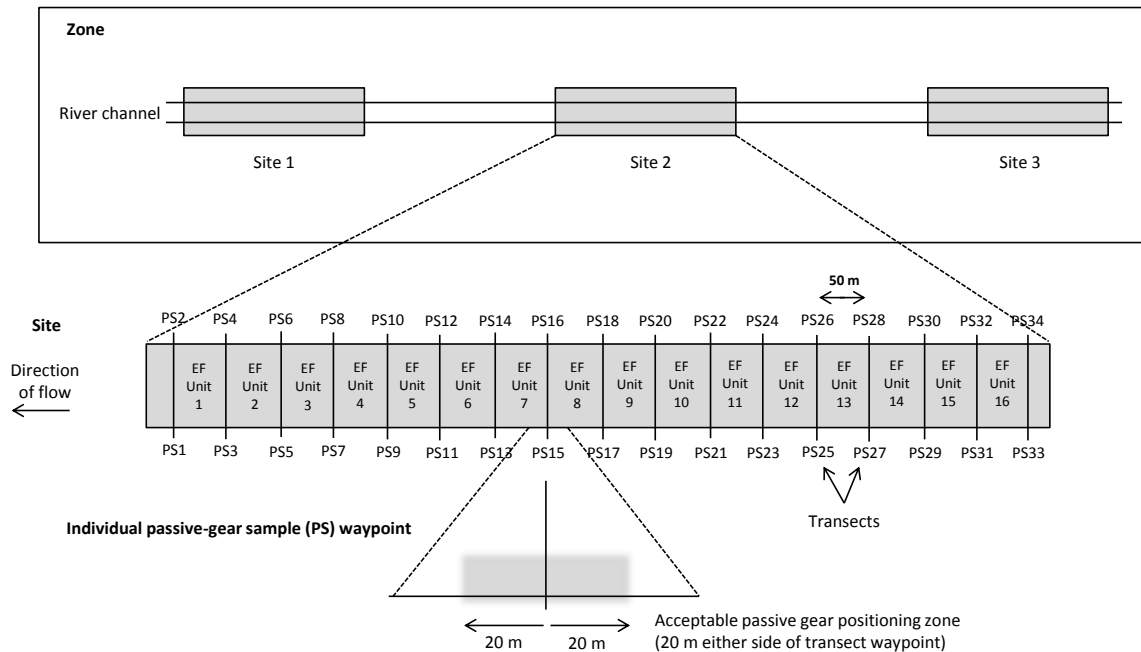 Zone
River channel
Site 1
Site 2
Site 3
50 m
Site
PS2 PS4 PS6 PS8 PS10 PS12 PS14 PS16 PS18 PS20 PS22 PS24 PS26 PS28 PS30 PS32 PS34
Direction
of flow
EF
Unit
1
EF
Unit
2
EF
Unit
3
EF
Unit
4
EF
Unit
5
EF
Unit
6
EF
Unit
7
EF
Unit
8
EF
Unit
9
EF
Unit
10
EF
Unit
11
EF
Unit
12
EF
Unit
13
EF
Unit
14
EF
Unit
15
EF
Unit
16
PS1 PS3 PS5 PS7 PS9 PS11 PS13 PS15 PS17 PS19 PS21 PS23 PS25 PS27 PS29 PS31 PS33
Transects
Individual passive-gear sample (PS) waypoint
20 m
20 m
Acceptable passive gear positioning zone
(20 m either side of transect waypoint)